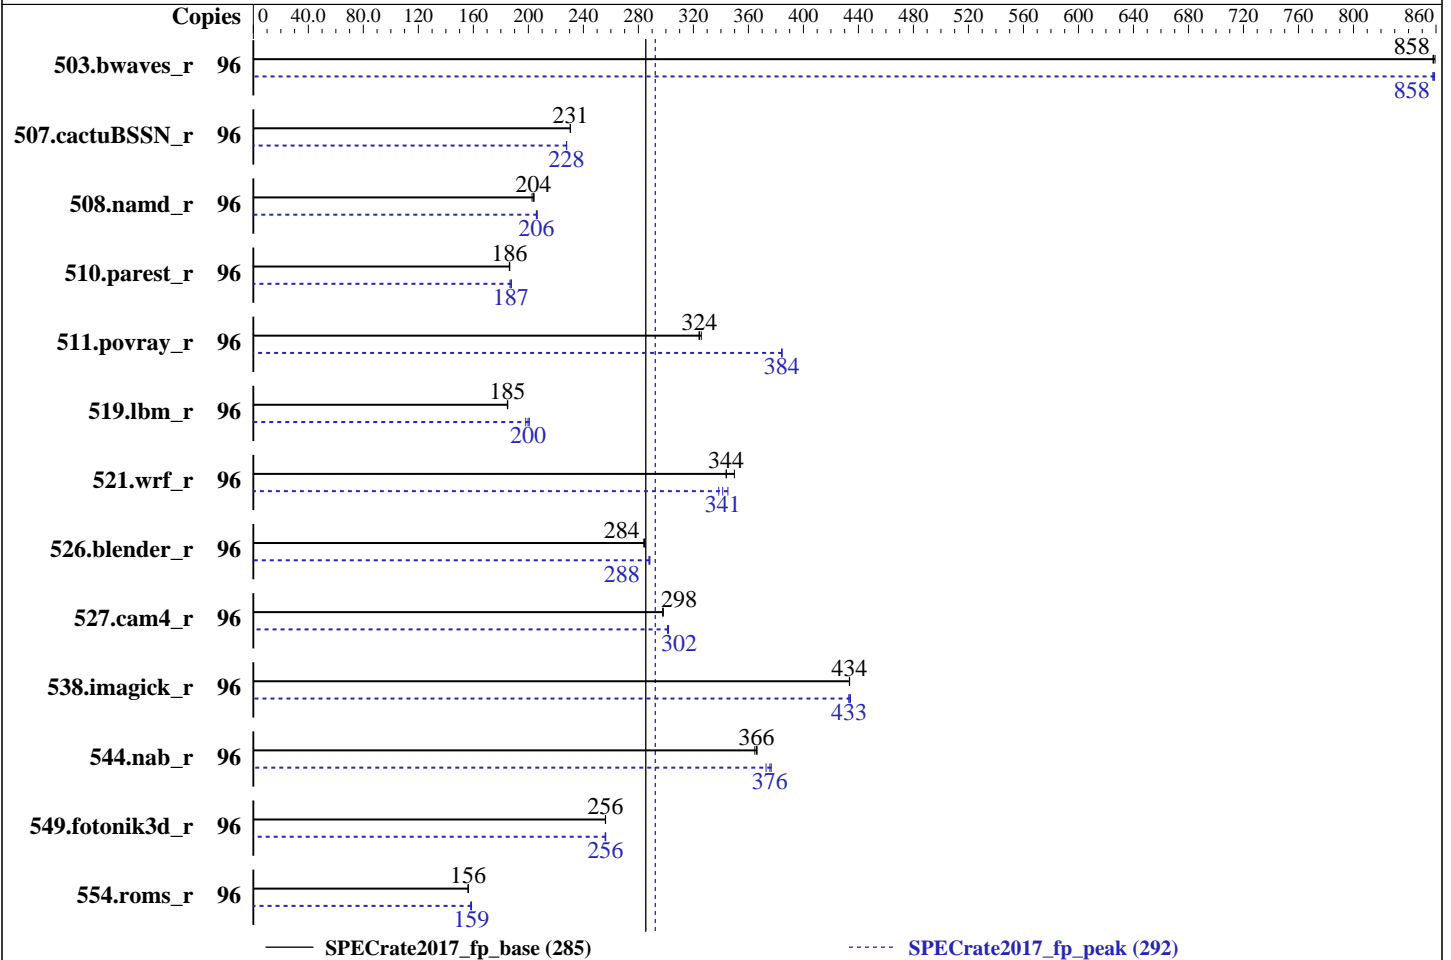 Copies 0 40.0 80.0 120 160 200 240 280 320 360 400 440 480 520 560 600 640 680 720 760 800 860
858
503.bwaves_r 96
858
231
507.cactuBSSN_r 96
228
204
508.namd_r 96
206
186
510.parest_r 96
187
324
511.povray_r 96
384
185
519.lbm_r 96
200
344
521.wrf_r 96
341
284
526.blender_r 96
288
298
527.cam4_r 96
302
434
538.imagick_r 96
433
366
544.nab_r 96
376
256
549.fotonik3d_r 96
256
156
554.roms_r 96
159
SPECrate2017_fp_base (285) SPECrate2017_fp_peak (292)